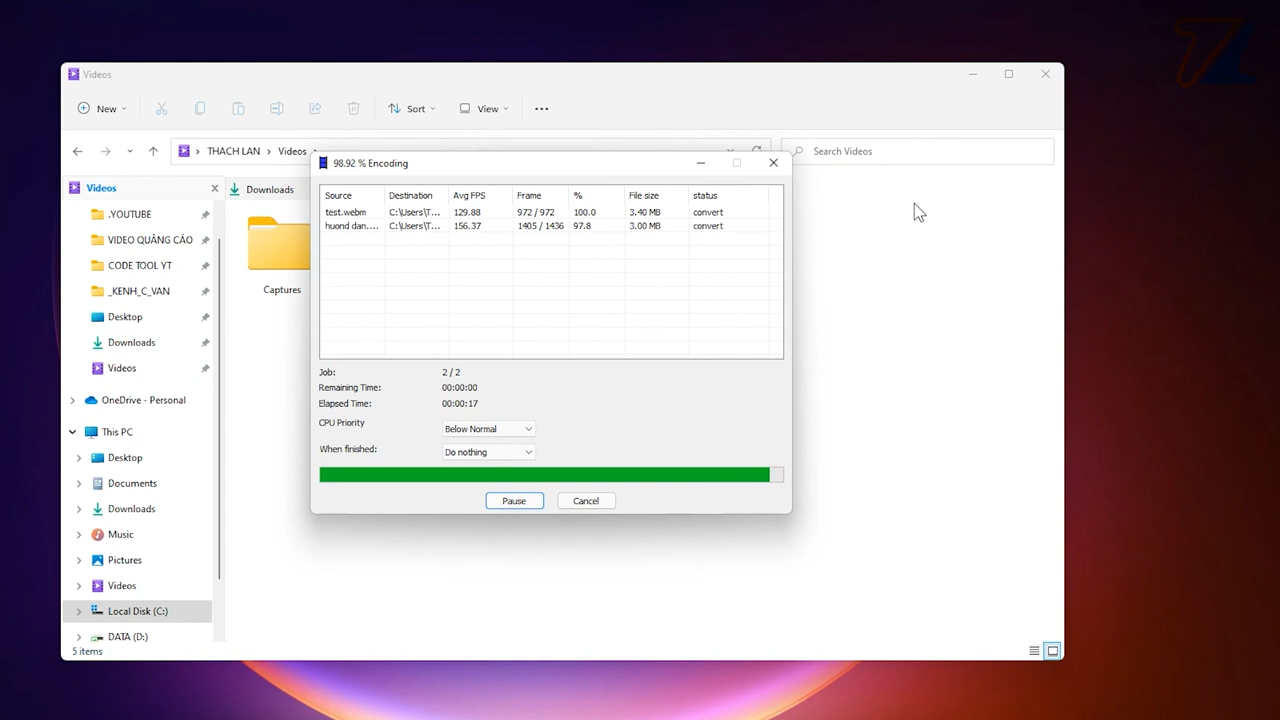 Videos
New
Sort
View
THACH LAN
Videos
Search Videos
Videos
Downloads
.YOUTUBE
VIDEO QUẢNG CÁO
CODE TOOL YT
_KENH_C_VAN
Desktop
Downloads
Videos
OneDrive - Personal
This PC
Desktop
Documents
Downloads
Music
Pictures
Videos
Local Disk (C:)
DATA (D:)
5 items
Captures
98.92 % Encoding
Source Destination Avg FPS Frame % File size status
test.webm C:\Users\T... 129.88 972 / 972 100.0 3.40 MB convert
huond dan.... C:\Users\T... 156.37 1405 / 1436 97.8 3.00 MB convert
Job: 2 / 2
Remaining Time: 00:00:00
Elapsed Time: 00:00:17
CPU Priority Below Normal
When finished: Do nothing
Pause Cancel